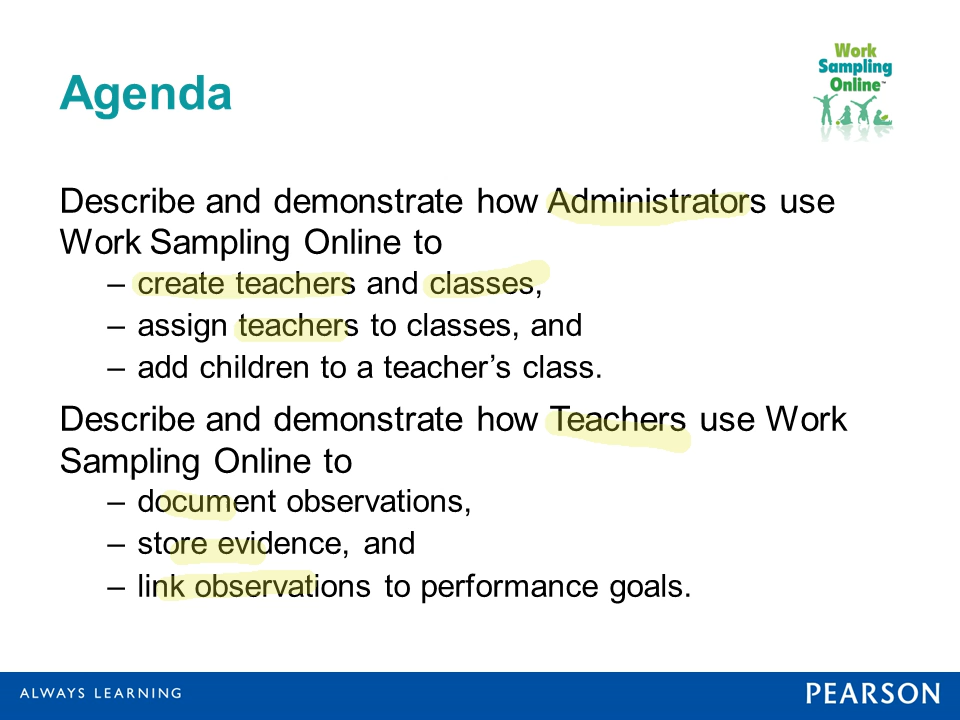 Work
Sampling
Online™
Agenda
Describe and demonstrate how Administrators use
Work Sampling Online to
– create teachers and classes,
– assign teachers to classes, and
– add children to a teacher’s class.
Describe and demonstrate how Teachers use Work
Sampling Online to
– document observations,
– store evidence, and
– link observations to performance goals.
ALWAYS LEARNING
PEARSON